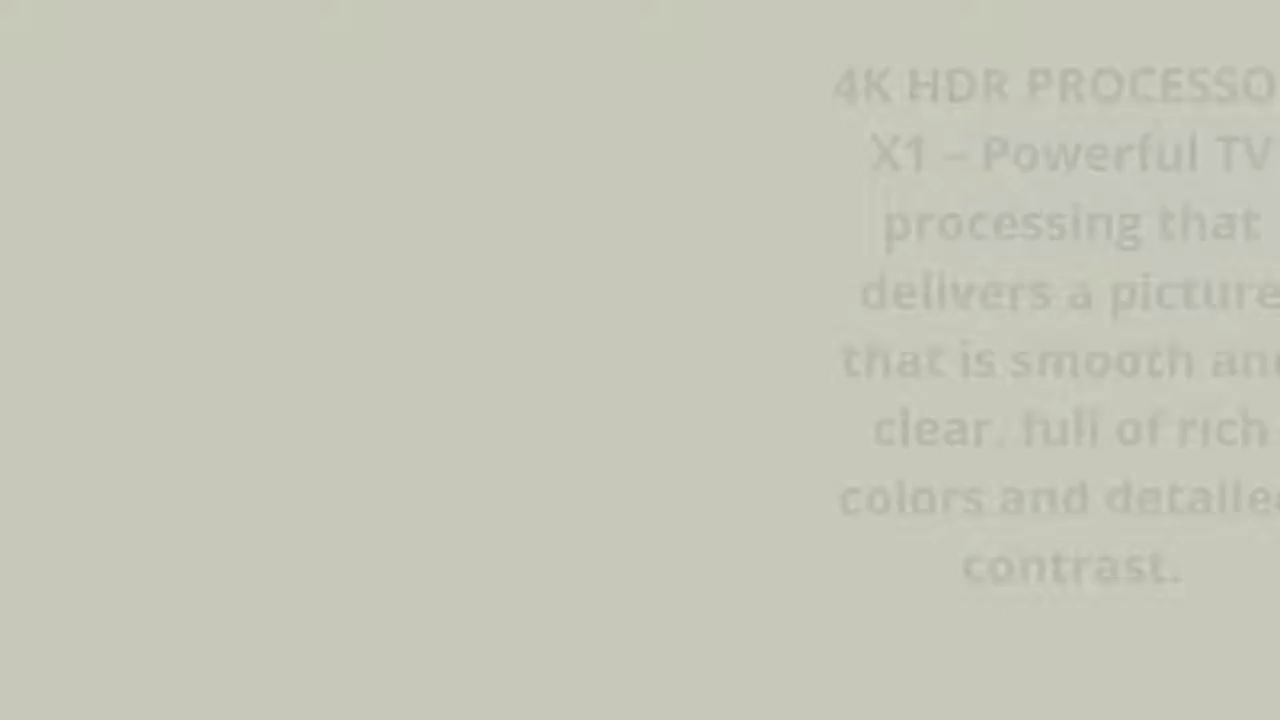 4K HDR PROCESSO
X1 – Powerful TV
processing that
delivers a picture
that is smooth an
clear, full of rich
colors and detaile
contrast.